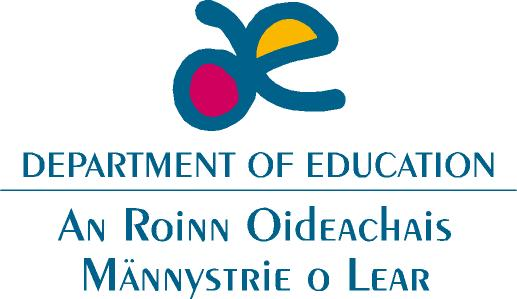 DEPARTMENT OF EDUCATION
An Roinn Oideachais
Männystrie o Lear